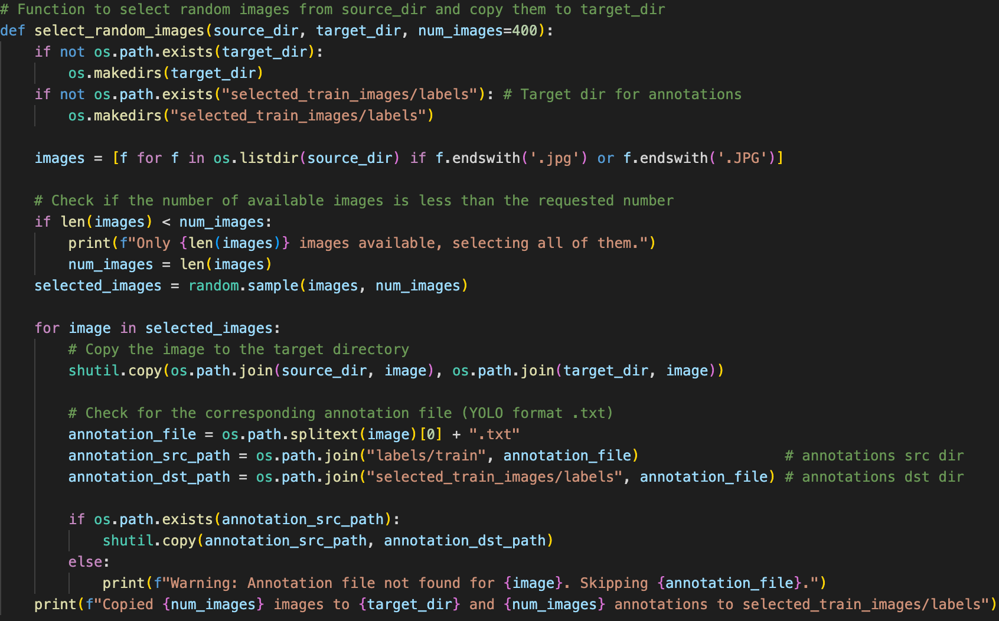 # Function to select random images from source_dir and copy them to target_dir
def select_random_images(source_dir, target_dir, num_images=400):
    if not os.path.exists(target_dir):
        os.makedirs(target_dir)
    if not os.path.exists("selected_train_images/labels"): # Target dir for annotations
        os.makedirs("selected_train_images/labels")

    images = [f for f in os.listdir(source_dir) if f.endswith('.jpg') or f.endswith('.JPG')]

    # Check if the number of available images is less than the requested number
    if len(images) < num_images:
        print(f"Only {len(images)} images available, selecting all of them.")
        num_images = len(images)
    selected_images = random.sample(images, num_images)

    for image in selected_images:
        # Copy the image to the target directory
        shutil.copy(os.path.join(source_dir, image), os.path.join(target_dir, image))

        # Check for the corresponding annotation file (YOLO format .txt)
        annotation_file = os.path.splitext(image)[0] + ".txt"
        annotation_src_path = os.path.join("labels/train", annotation_file)                 # annotations src dir
        annotation_dst_path = os.path.join("selected_train_images/labels", annotation_file) # annotations dst dir

        if os.path.exists(annotation_src_path):
            shutil.copy(annotation_src_path, annotation_dst_path)
        else:
            print(f"Warning: Annotation file not found for {image}. Skipping {annotation_file}.")
    print(f"Copied {num_images} images to {target_dir} and {num_images} annotations to selected_train_images/labels")